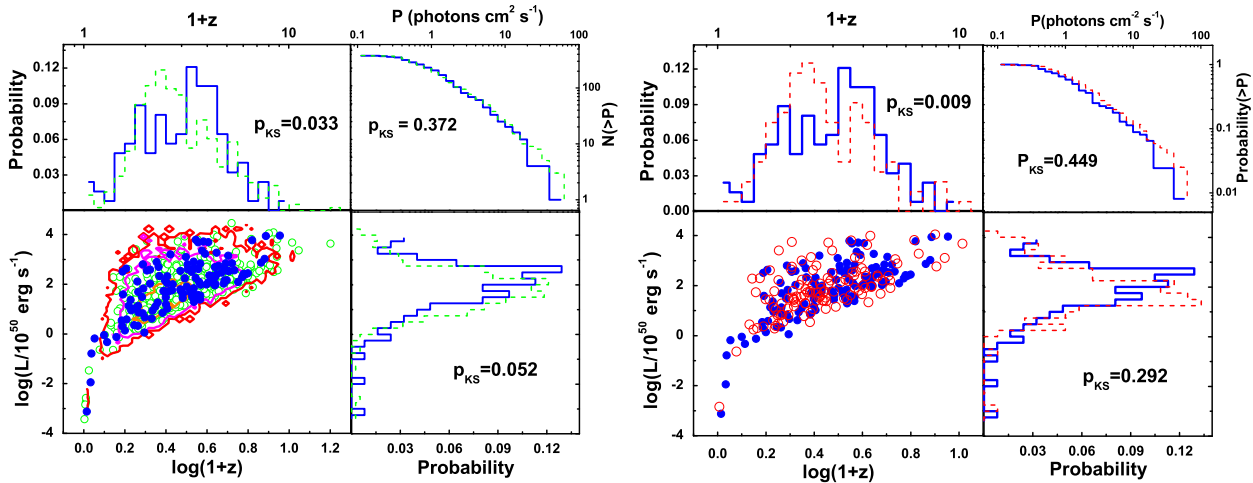 1+z
P (photons cm² s⁻¹)
1
10
0.1
1
10
100
0.12
0.09
0.06
0.03
Probability
pKS=0.033
pKS = 0.372
100
10
1
N(>P)
4
2
0
-2
-4
log(L/10⁵⁰ erg s⁻¹)
pKS=0.052
0.0
0.2
0.4
0.6
0.8
1.0
1.2
0.03
0.06
0.09
0.12
log(1+z)
Probability
1+z
P(photons cm⁻² s⁻¹)
1
10
0.1
1
10
100
0.12
0.09
0.06
0.03
0.00
Probability
pKS=0.009
PKS=0.449
1
0.1
0.01
Probability(>P)
4
2
0
-2
-4
log(L/10⁵⁰ erg s⁻¹)
pKS=0.292
0.0
0.2
0.4
0.6
0.8
1.0
0.03
0.06
0.09
0.12
log(1+z)
Probability